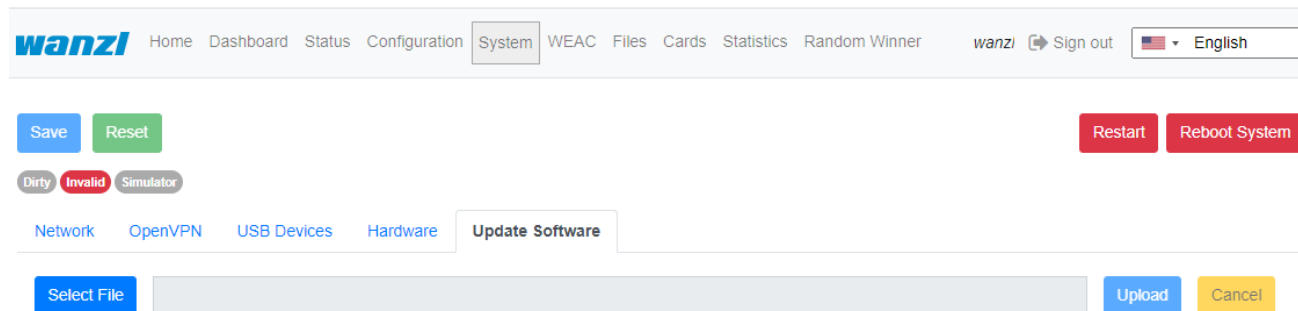 wanzl Home Dashboard Status Configuration System WEAC Files Cards Statistics Random Winner wanzl Sign out English
Save Reset Restart Reboot System
Dirty Invalid Simulator
Network OpenVPN USB Devices Hardware Update Software
Select File Upload Cancel